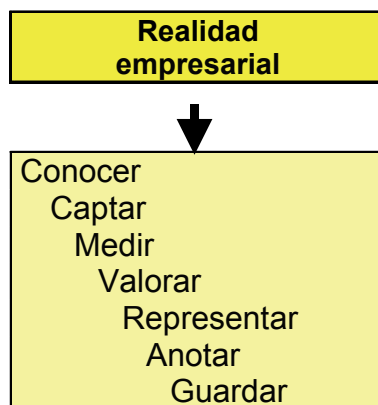 Realidad
empresarial
Conocer
Captar
Medir
Valorar
Representar
Anotar
Guardar